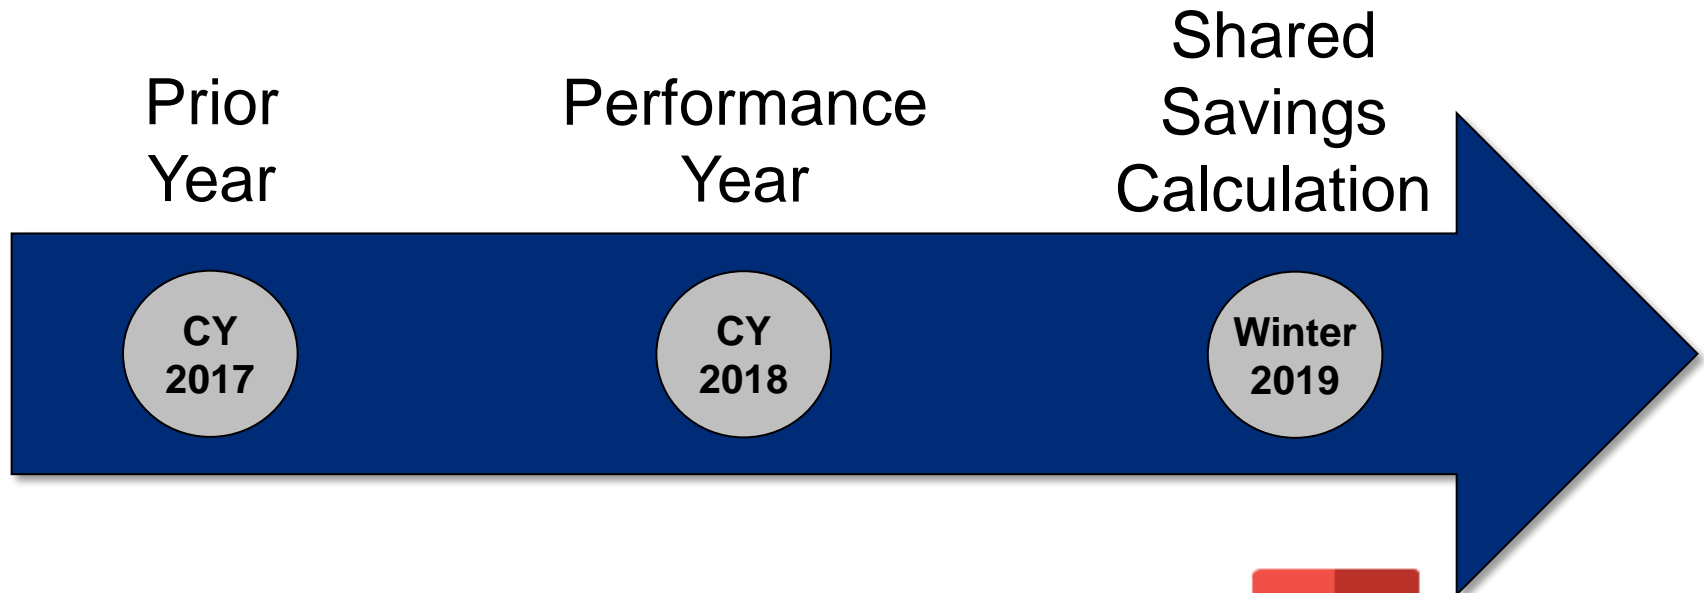 Prior
Year
Performance
Year
Shared
Savings
Calculation
CY
2017
CY
2018
Winter
2019